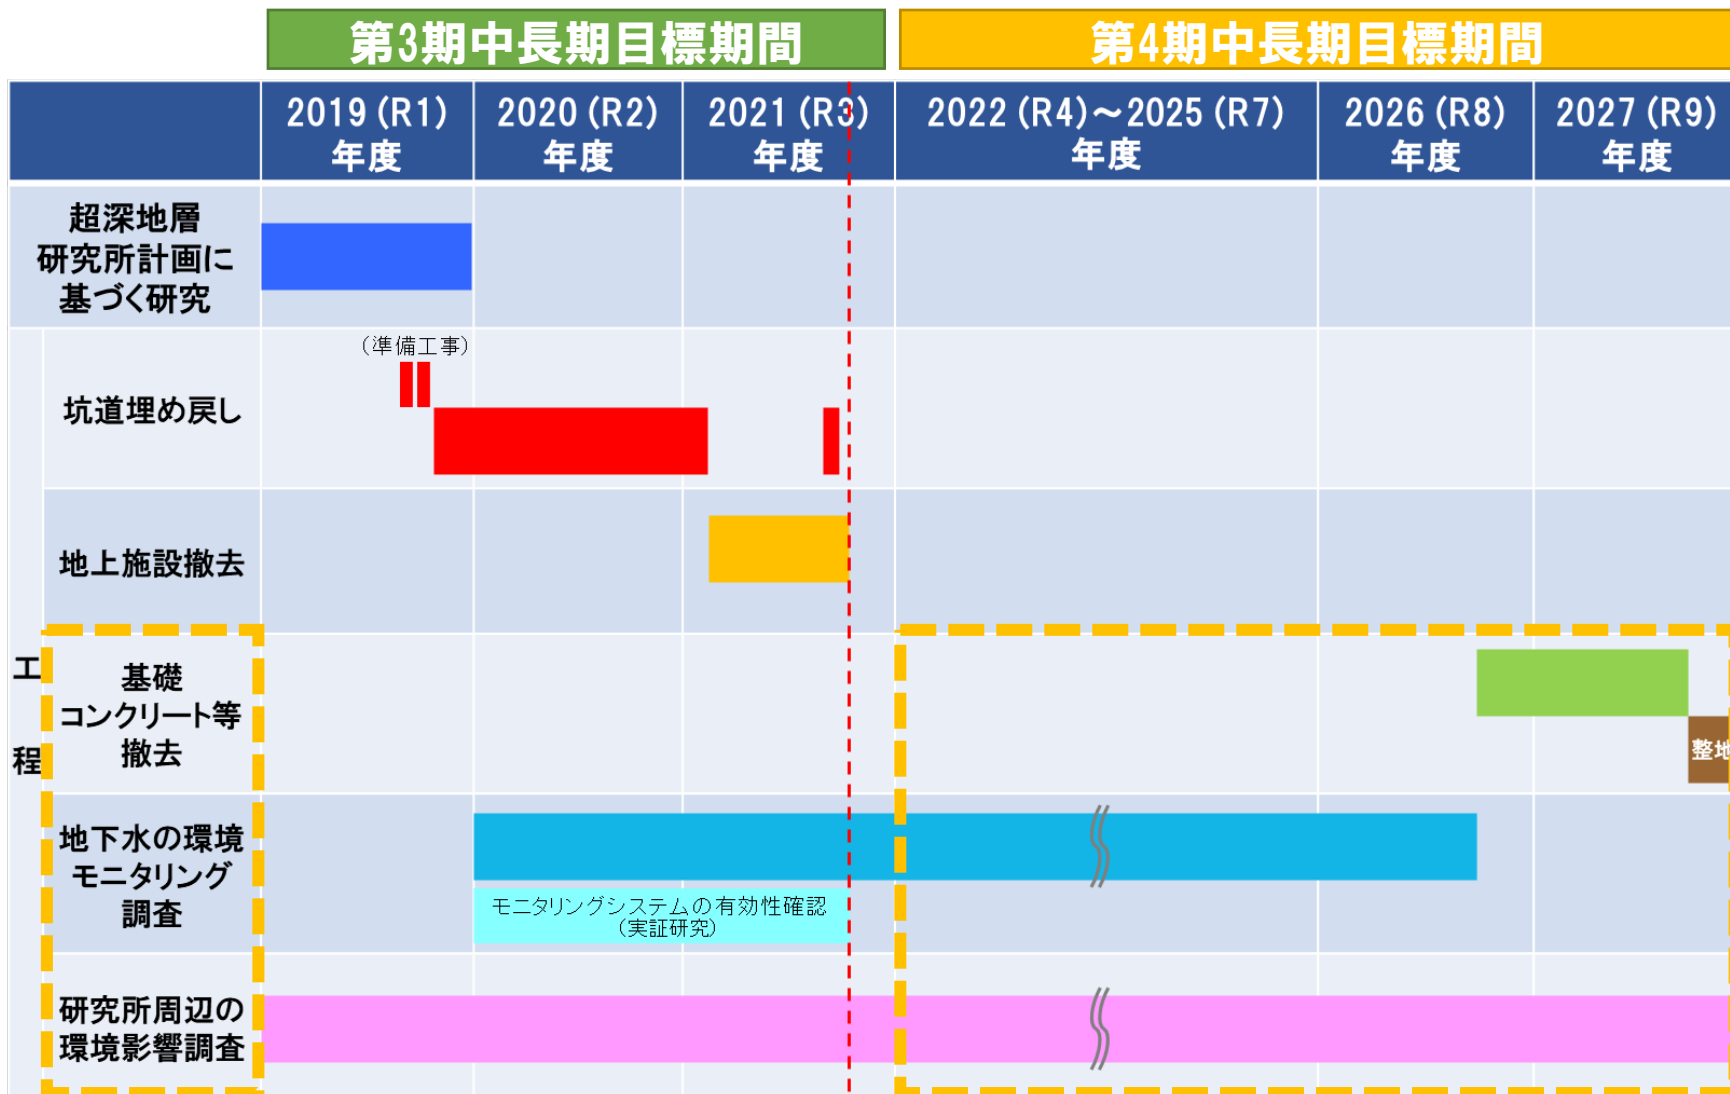 第3期中長期目標期間
第4期中長期目標期間
2019(R1)
年度
2020(R2)
年度
2021(R3)
年度
2022(R4)～2025(R7)
年度
2026(R8)
年度
2027(R9)
年度
超深地層
研究所計画に
基づく研究
工程
坑道埋め戻し
(準備工事)
地上施設撤去
基礎
コンクリート等
撤去
整地
地下水の環境
モニタリング
調査
モニタリングシステムの有効性確認
(実証研究)
研究所周辺の
環境影響調査